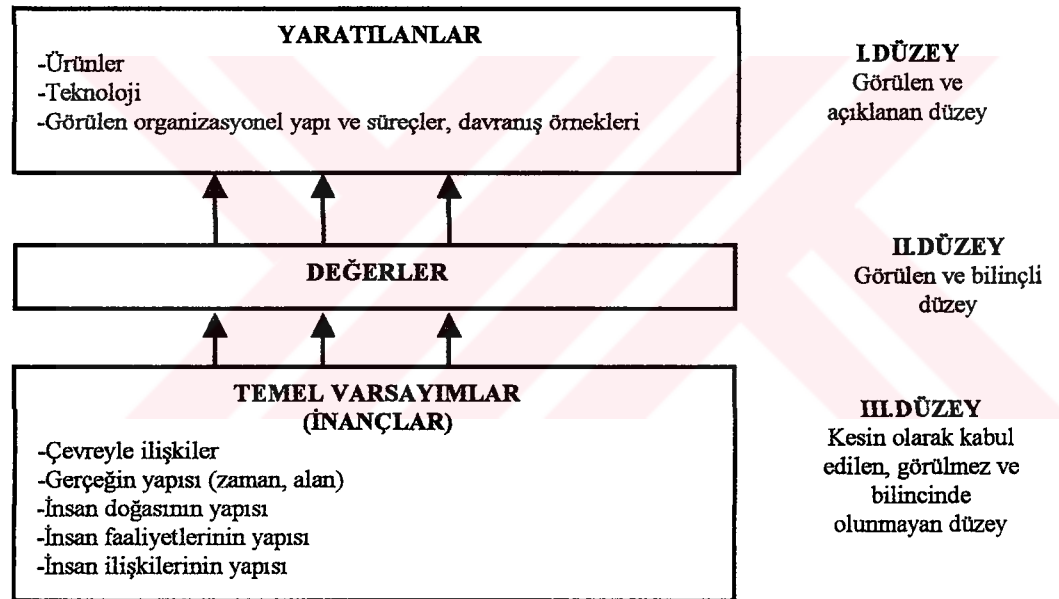 YARATILANLAR
-Ürünler
-Teknoloji
-Görülen organizasyonel yapı ve süreçler, davranış örnekleri
I.DÜZEY
Görülen ve
açıklanan düzey
DEĞERLER
II.DÜZEY
Görülen ve bilinçli
düzey
TEMEL VARSAYIMLAR
(İNANÇLAR)
-Çevreyle ilişkiler
-Gerçeğin yapısı (zaman, alan)
-İnsan doğasının yapısı
-İnsan faaliyetlerinin yapısı
-İnsan ilişkilerinin yapısı
III.DÜZEY
Kesin olarak kabul
edilen, görülmez ve
bilincinde
olunmayan düzey